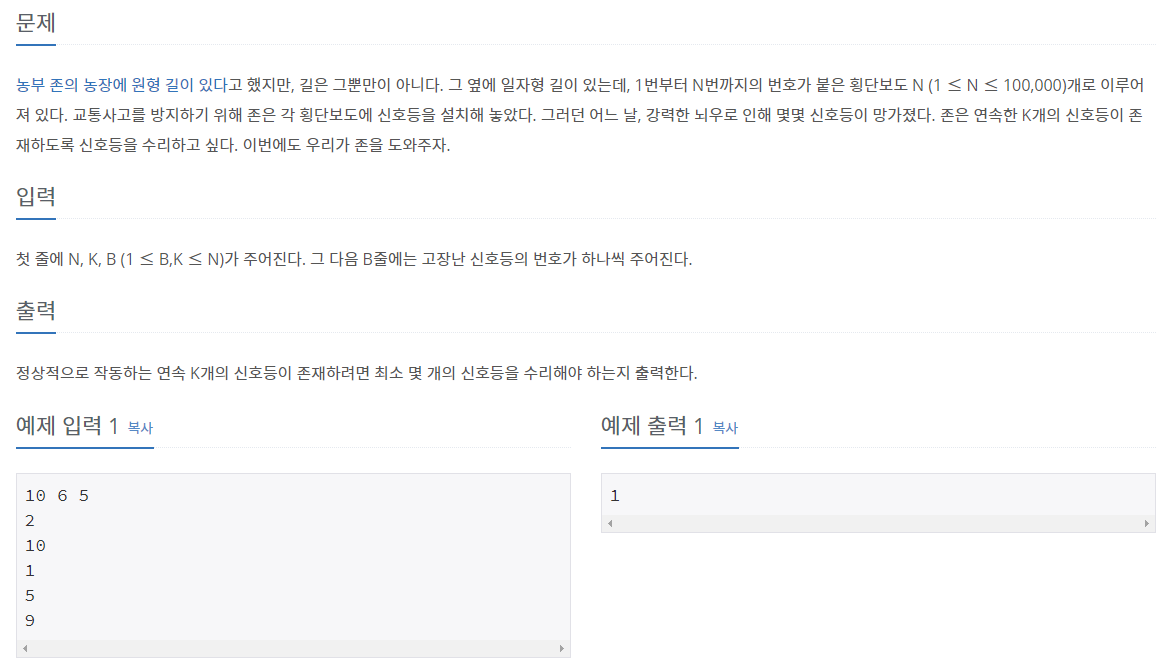 문제
농부 존의 농장에 원형 길이 있다고 했지만, 길은 그뿐만이 아니다. 그 옆에 일자형 길이 있는데, 1번부터 N번까지의 번호가 붙은 횡단보도 N (1 ≤ N ≤ 100,000)개로 이루어
져 있다. 교통사고를 방지하기 위해 존은 각 횡단보도에 신호등을 설치해 놓았다. 그러던 어느 날, 강력한 뇌우로 인해 몇몇 신호등이 망가졌다. 존은 연속한 K개의 신호등이 존
재하도록 신호등을 수리하고 싶다. 이번에도 우리가 존을 도와주자.
입력
첫 줄에 N, K, B (1 ≤ B,K ≤ N)가 주어진다. 그 다음 B줄에는 고장난 신호등의 번호가 하나씩 주어진다.
출력
정상적으로 작동하는 연속 K개의 신호등이 존재하려면 최소 몇 개의 신호등을 수리해야 하는지 출력한다.
예제 입력 1 복사
10 6 5
2
10
1
5
9
예제 출력 1 복사
1